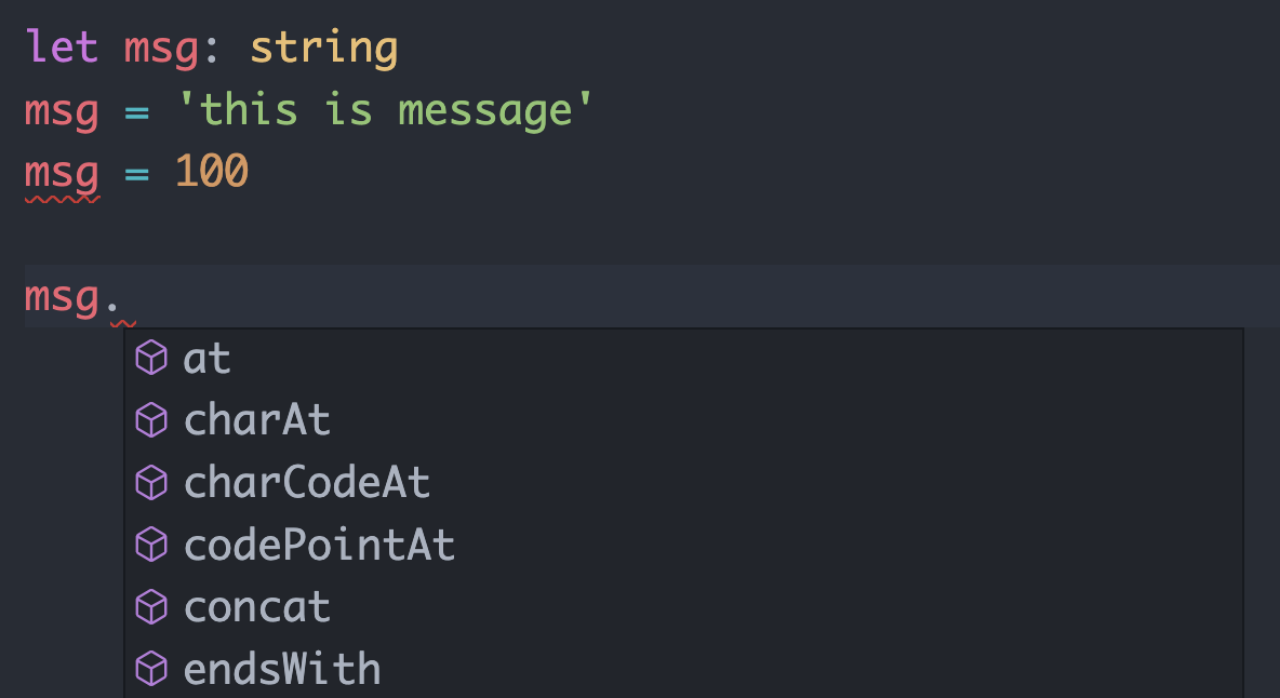 let msg: string
msg = 'this is message'
msg = 100
msg.
at
charAt
charCodeAt
codePointAt
concat
endsWith